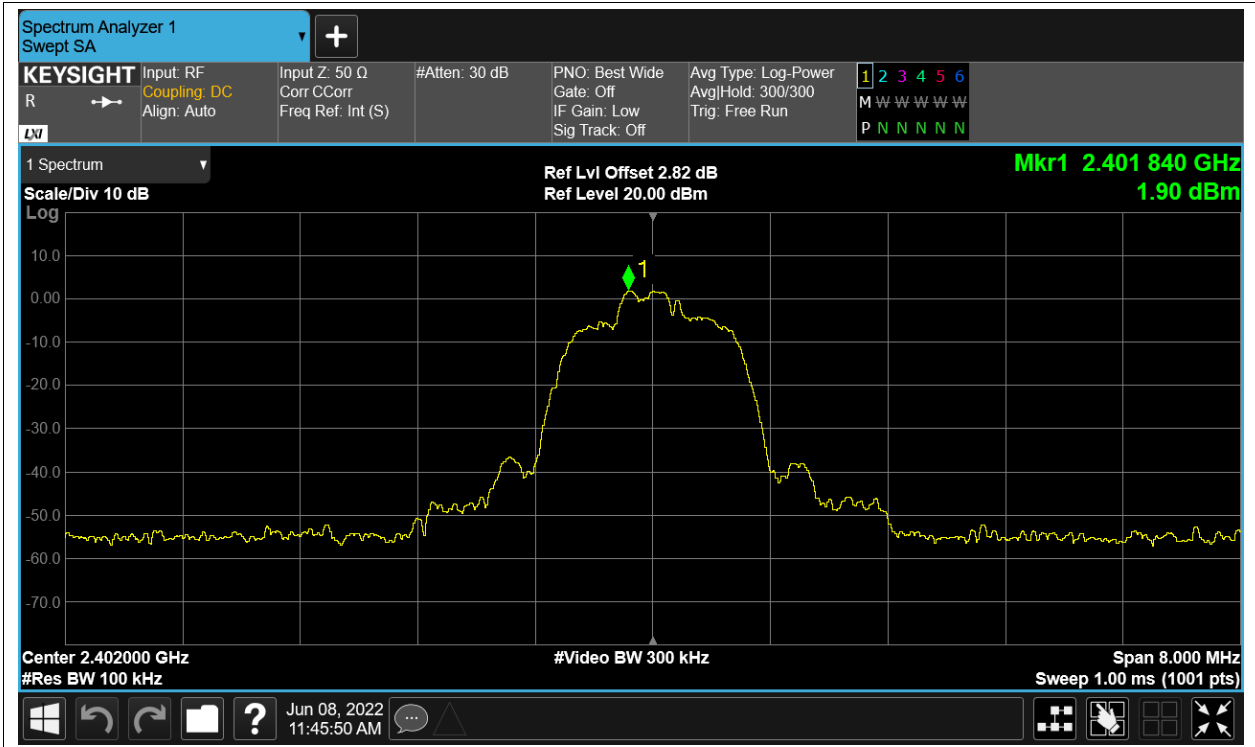 Spectrum Analyzer 1
Swept SA
KEYSIGHT
R
LXI
Input: RF
Coupling: DC
Align: Auto
Input Z: 50 Ω
Corr CCorr
Freq Ref: Int (S)
#Atten: 30 dB
PNO: Best Wide
Gate: Off
IF Gain: Low
Sig Track: Off
Avg Type: Log-Power
Avg|Hold: 300/300
Trig: Free Run
1 2 3 4 5 6
M W W W W W
P N N N N N
1 Spectrum
Scale/Div 10 dB
Log
Ref Lvl Offset 2.82 dB
Ref Level 20.00 dBm
Mkr1 2.401 840 GHz
1.90 dBm
1
10.0
0.00
-10.0
-20.0
-30.0
-40.0
-50.0
-60.0
-70.0
Center 2.402000 GHz
#Video BW 300 kHz
Span 8.000 MHz
#Res BW 100 kHz
Sweep 1.00 ms (1001 pts)
?
Jun 08, 2022
11:45:50 AM